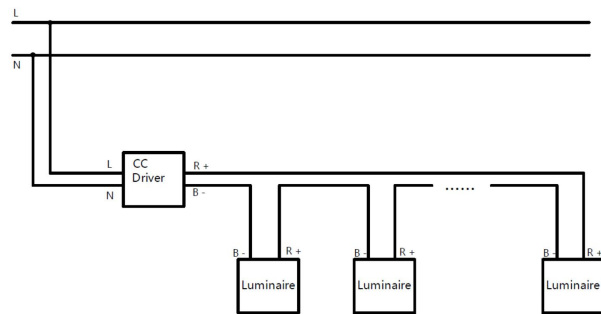 L
N
L
CC
Driver
R +
N
B -
......
B -
R +
B -
R +
B -
R +
Luminaire
Luminaire
Luminaire